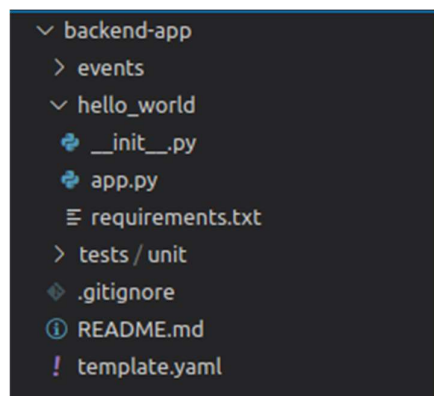 backend-app
events
hello_world
__init__.py
app.py
requirements.txt
tests / unit
.gitignore
README.md
template.yaml